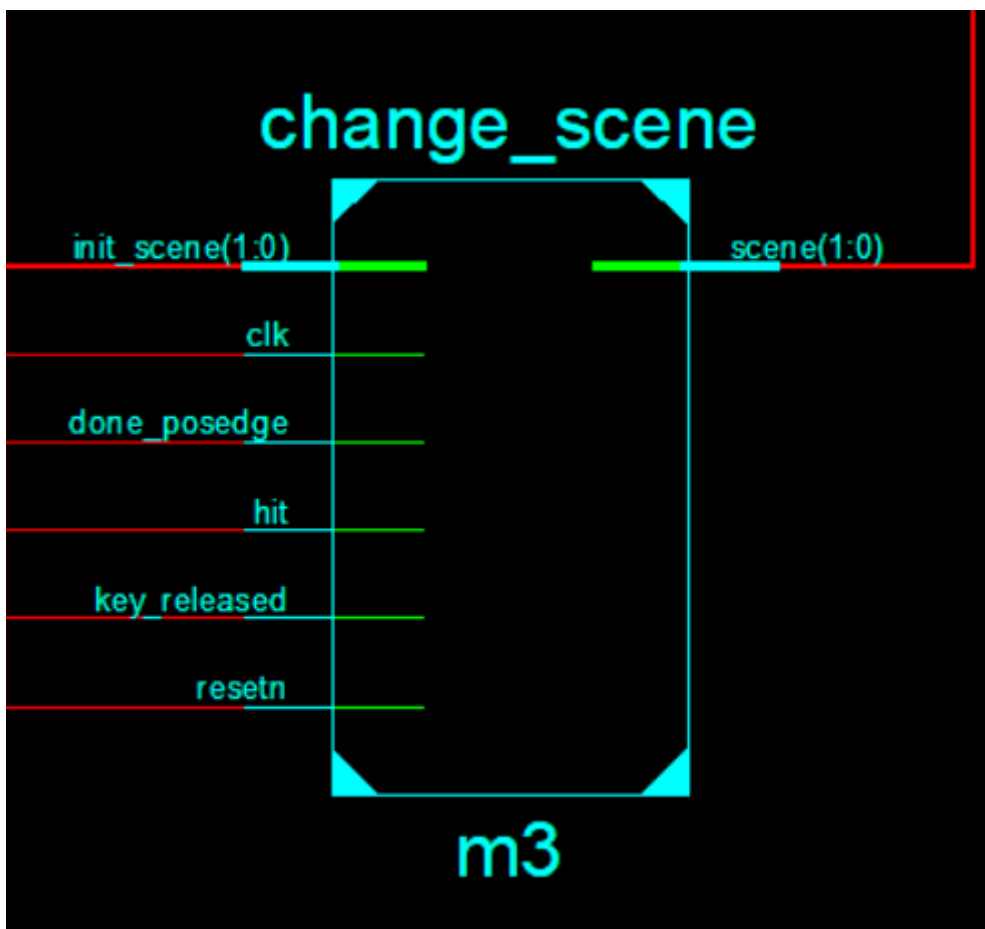 change_scene
init_scene(1:0)
scene(1:0)
clk
done_posedge
hit
key_released
resetn
m3